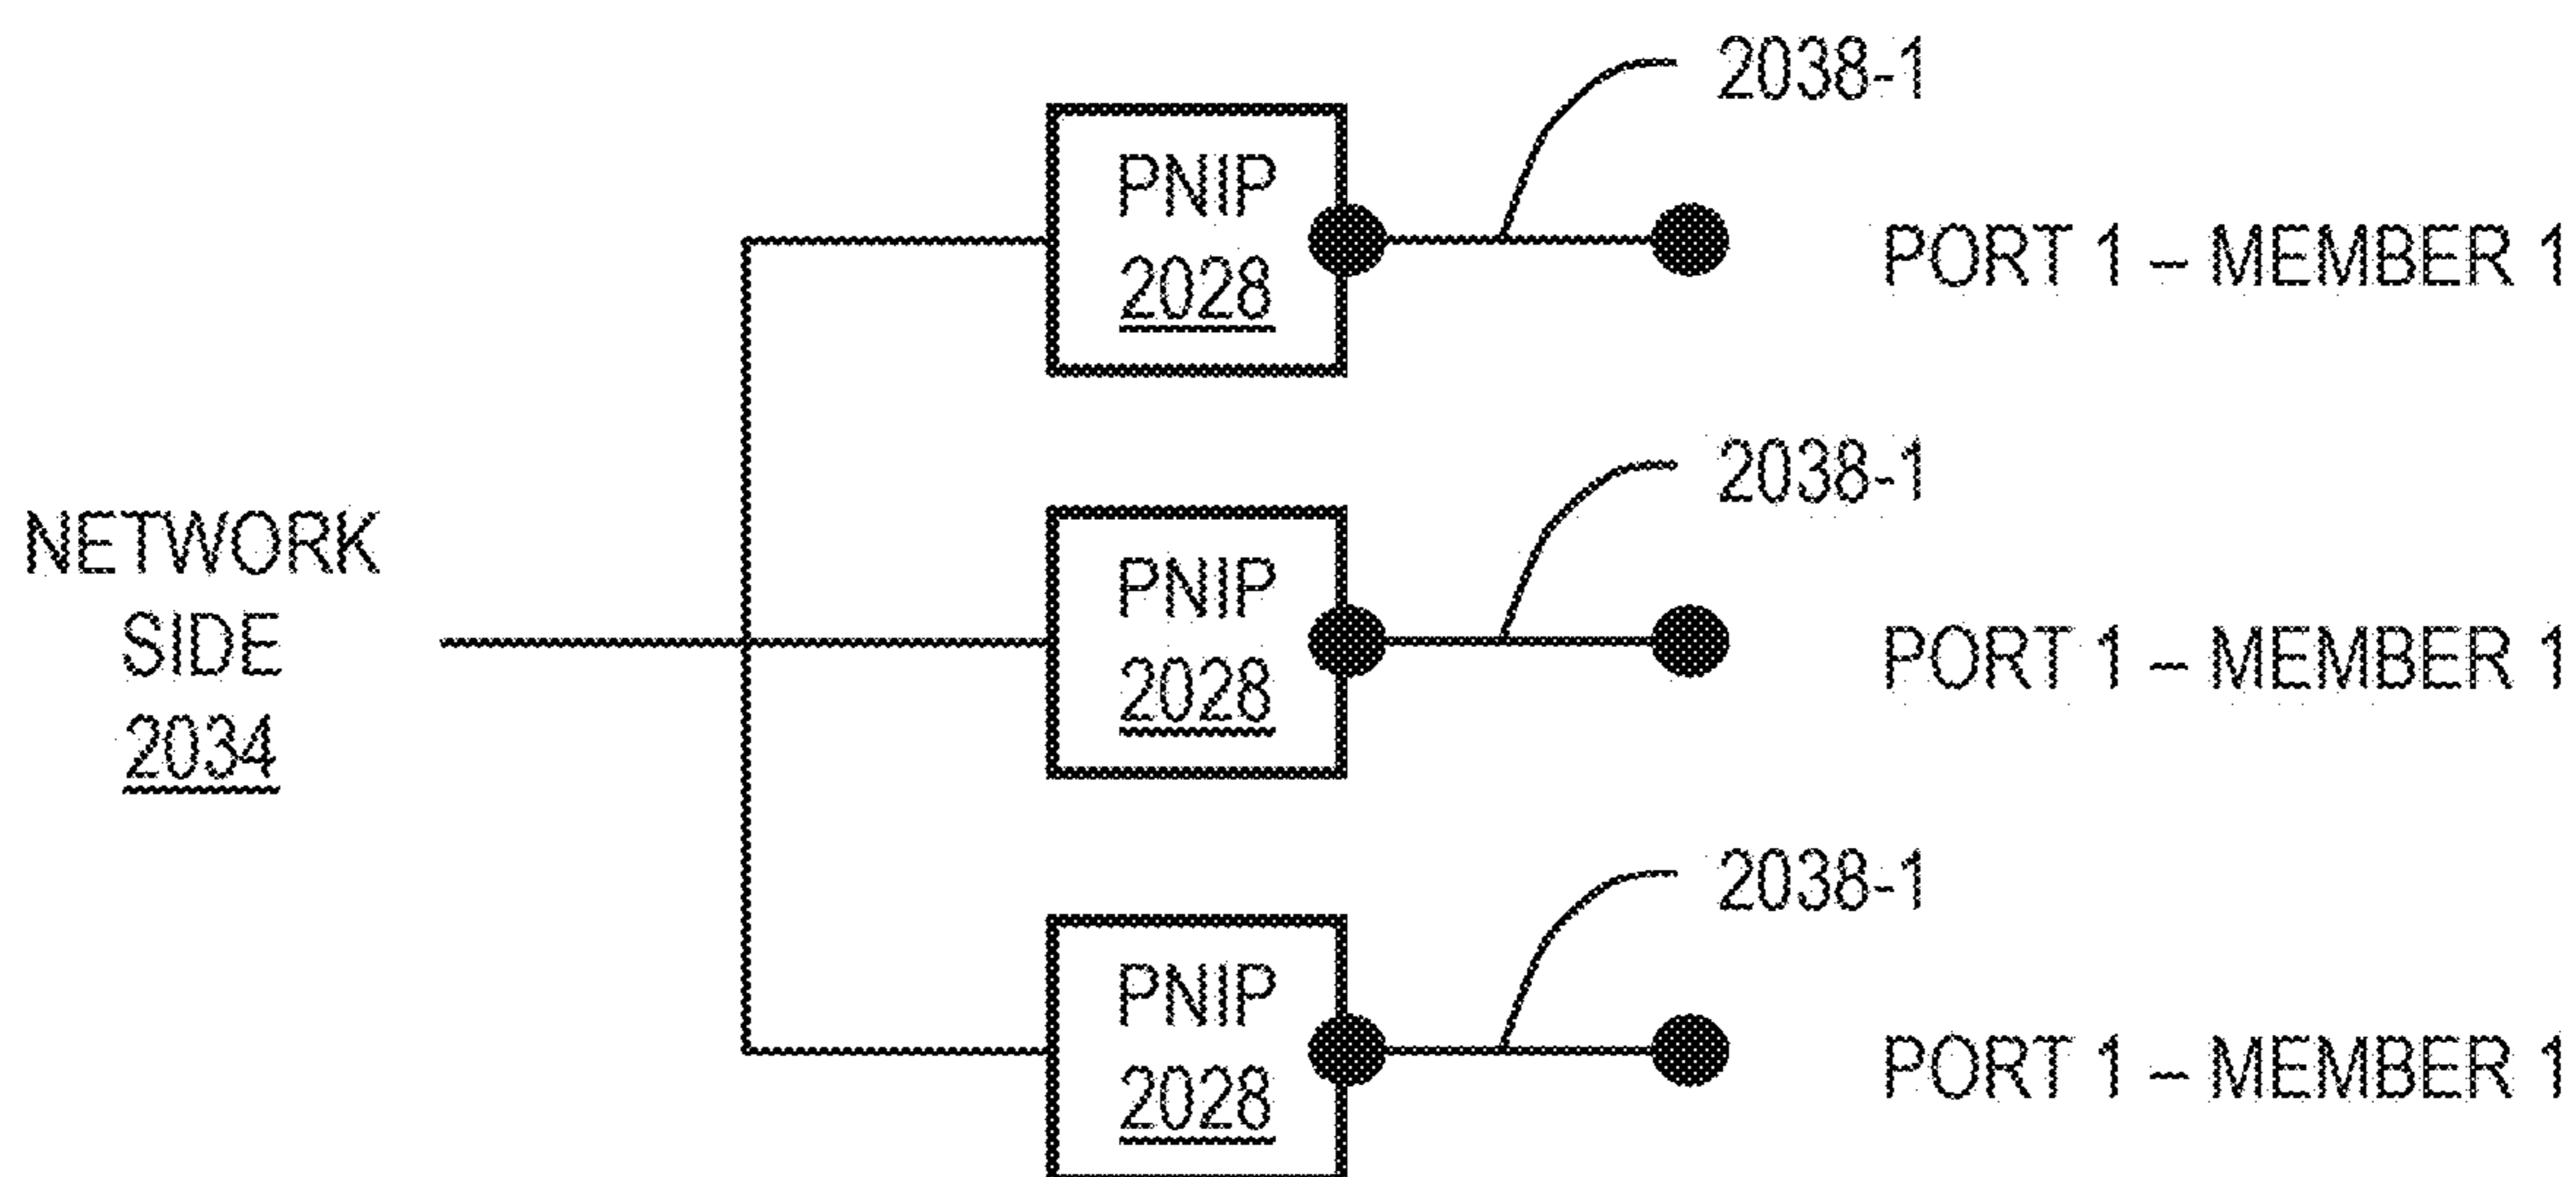 2038-1
PNIP
2028
PORT 1 – MEMBER 1
2038-1
NETWORK
SIDE
2034
PNIP
2028
PORT 1 – MEMBER 1
2038-1
PNIP
2028
PORT 1 – MEMBER 1